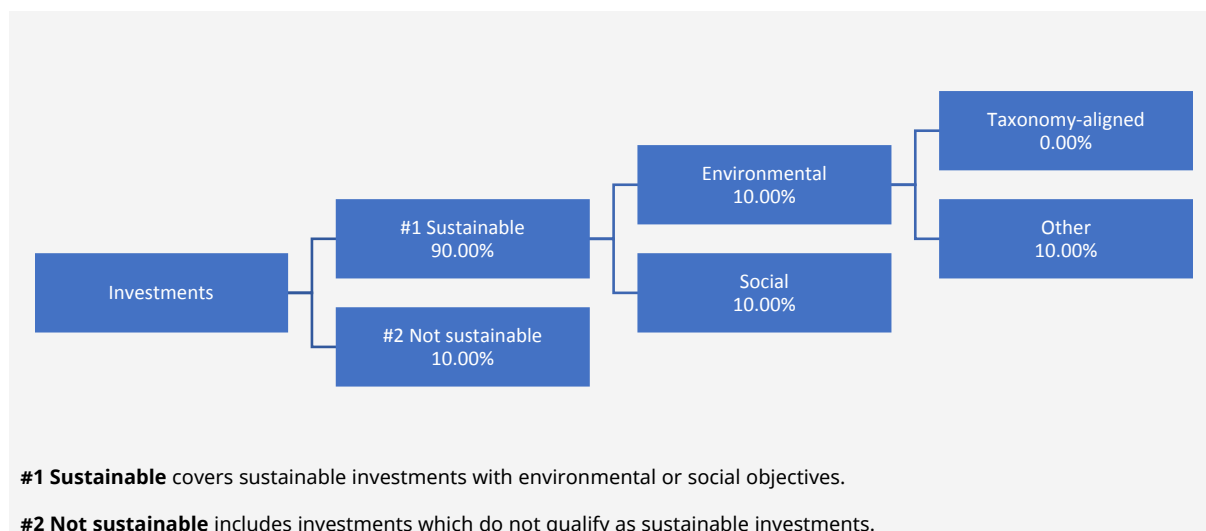 Investments
#1 Sustainable
90.00%
#2 Not sustainable
10.00%
Environmental
10.00%
Social
10.00%
Taxonomy-aligned
0.00%
Other
10.00%
#1 Sustainable covers sustainable investments with environmental or social objectives.
#2 Not sustainable includes investments which do not qualify as sustainable investments.